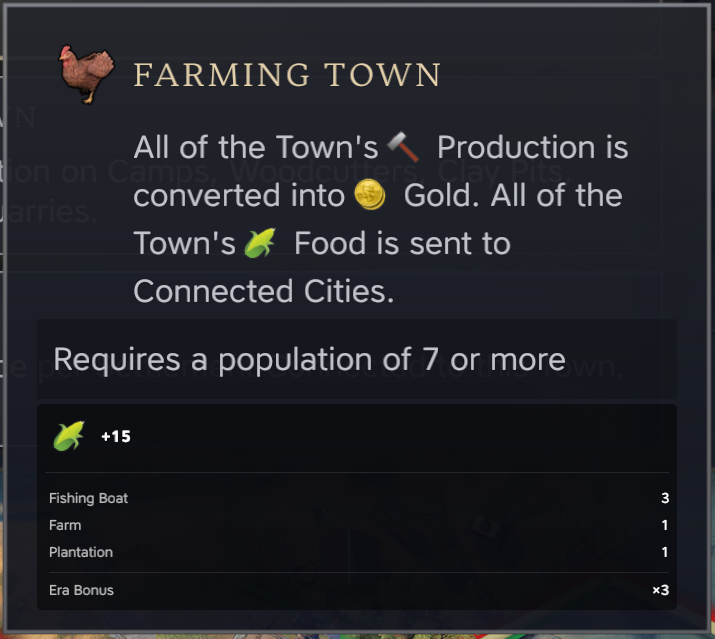 FARMING TOWN
All of the Town's Production is
converted into Gold. All of the
Town's Food is sent to
Connected Cities.
Requires a population of 7 or more
+15
Fishing Boat 3
Farm 1
Plantation 1
Era Bonus ×3